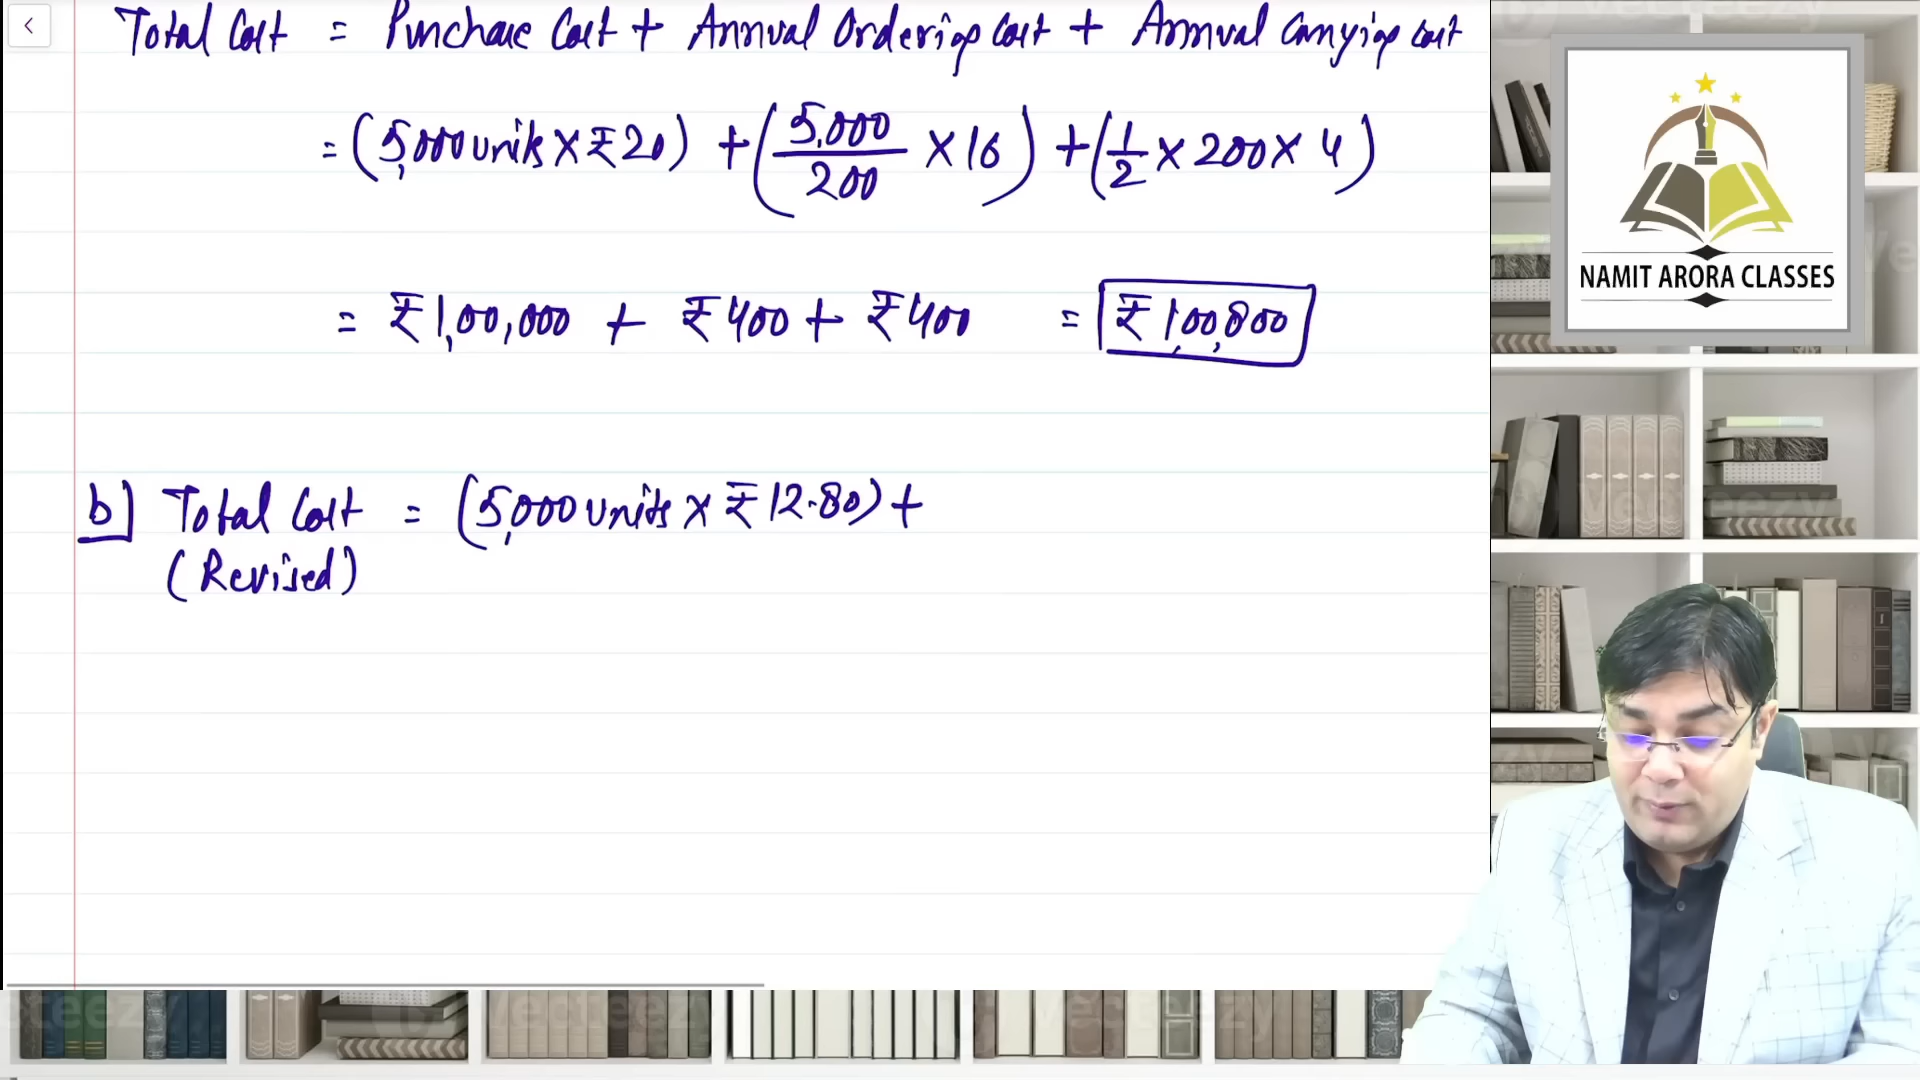 Total Cost = Purchase Cost + Annual Ordering Cost + Annual Carrying Cost
= (5,000 units × ₹20) + (5,000/200 × 16) + (1/2 × 200 × 4)
= ₹1,00,000 + ₹400 + ₹400 = ₹1,00,800
b] Total Cost = (5,000 units × ₹12.80) +
(Revised)
NAMIT ARORA CLASSES